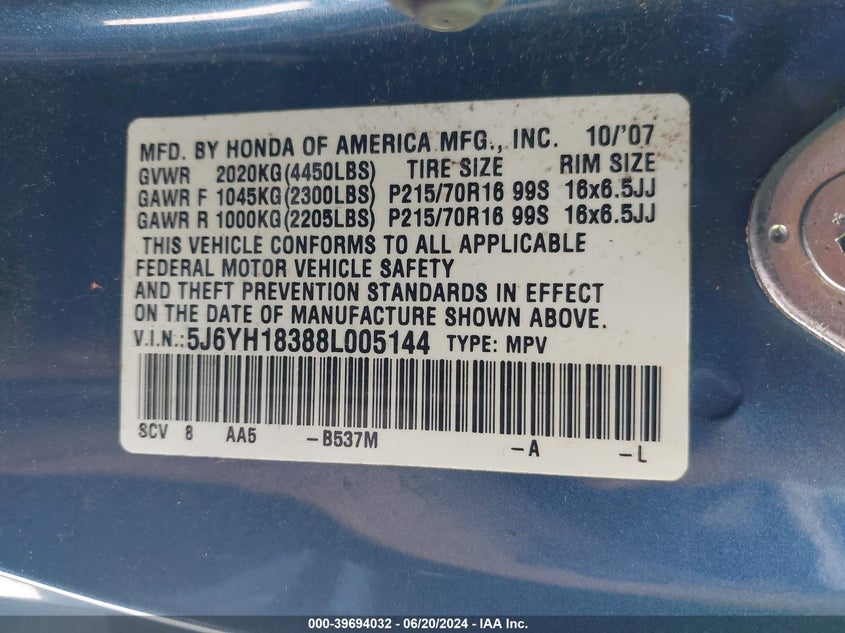 MFD. BY HONDA OF AMERICA MFG., INC. 10/'07
GVWR 2020KG(4450LBS) TIRE SIZE RIM SIZE
GAWR F 1045KG(2300LBS) P215/70R16 99S 16x6.5JJ
GAWR R 1000KG(2205LBS) P215/70R16 99S 16x6.5JJ
THIS VEHICLE CONFORMS TO ALL APPLICABLE
FEDERAL MOTOR VEHICLE SAFETY
AND THEFT PREVENTION STANDARDS IN EFFECT
ON THE DATE OF MANUFACTURE SHOWN ABOVE.
V.I.N.:5J6YH18388L005144 TYPE: MPV
SCV 8 AA5 -B537M -A -L
000-39694032 - 06/20/2024 - IAA Inc.